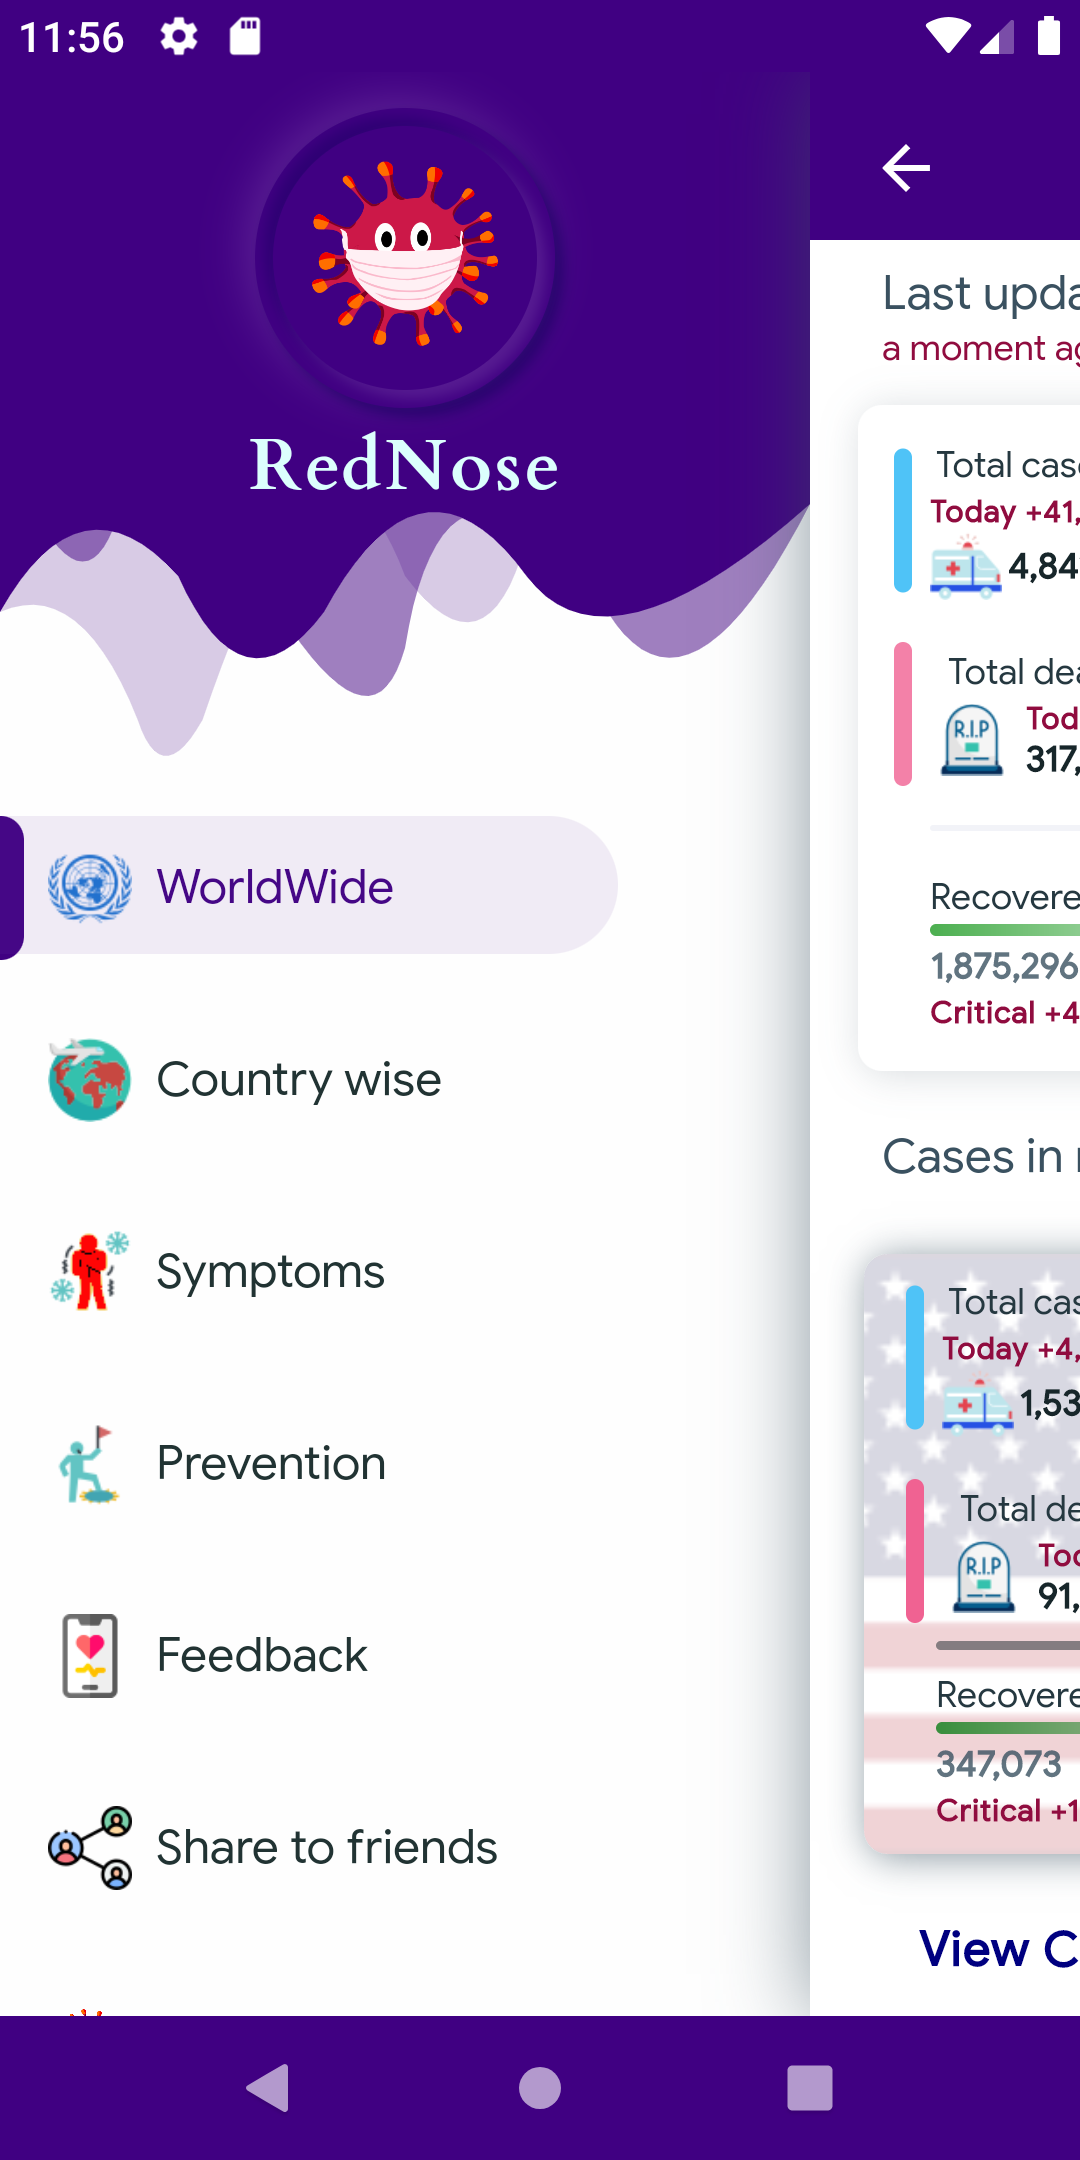 11:56
RedNose
WorldWide
Country wise
Symptoms
Prevention
Feedback
Share to friends
Last upda
a moment ag
Total cas
Today +41,
4,84
Total dea
R.I.P
Tod
317,
Recovere
1,875,296
Critical +4
Cases in
Total cas
Today +4,
1,53
Total de
R.I.P
Too
91,
Recovere
347,073
Critical +1
View C